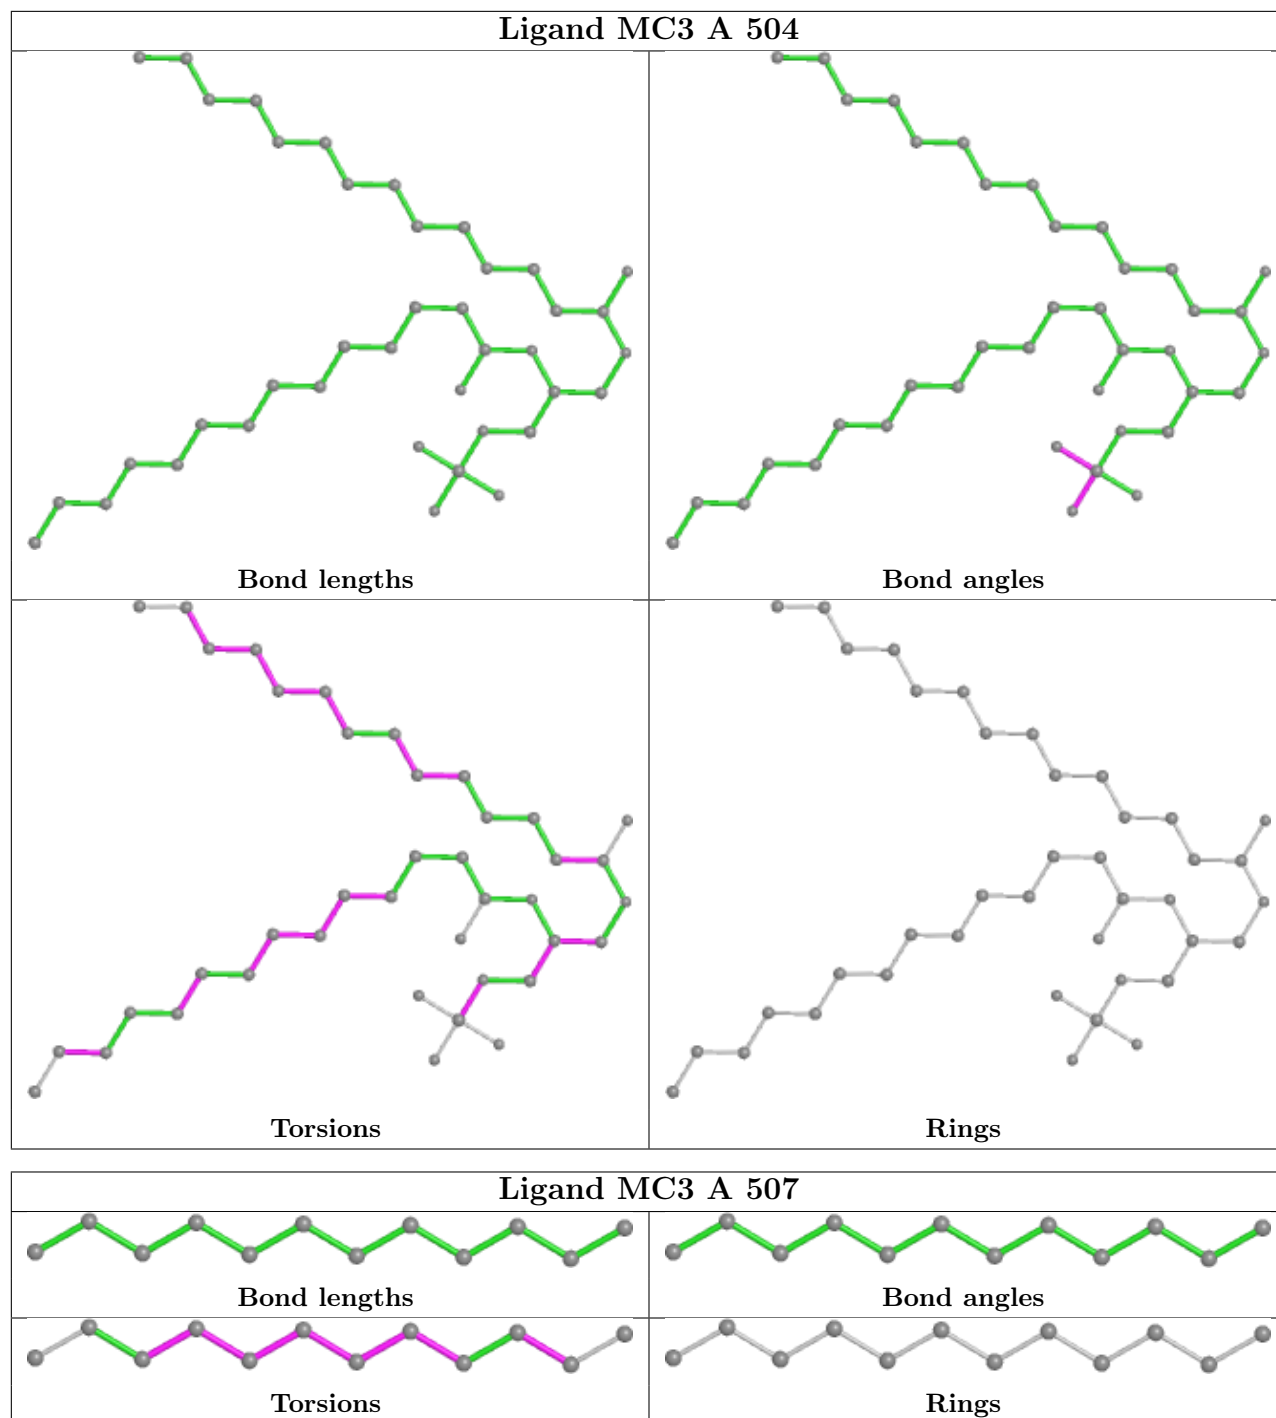 Ligand MC3 A 504
Bond lengths
Bond angles
Torsions
Rings
Ligand MC3 A 507
Bond lengths
Bond angles
Torsions
Rings